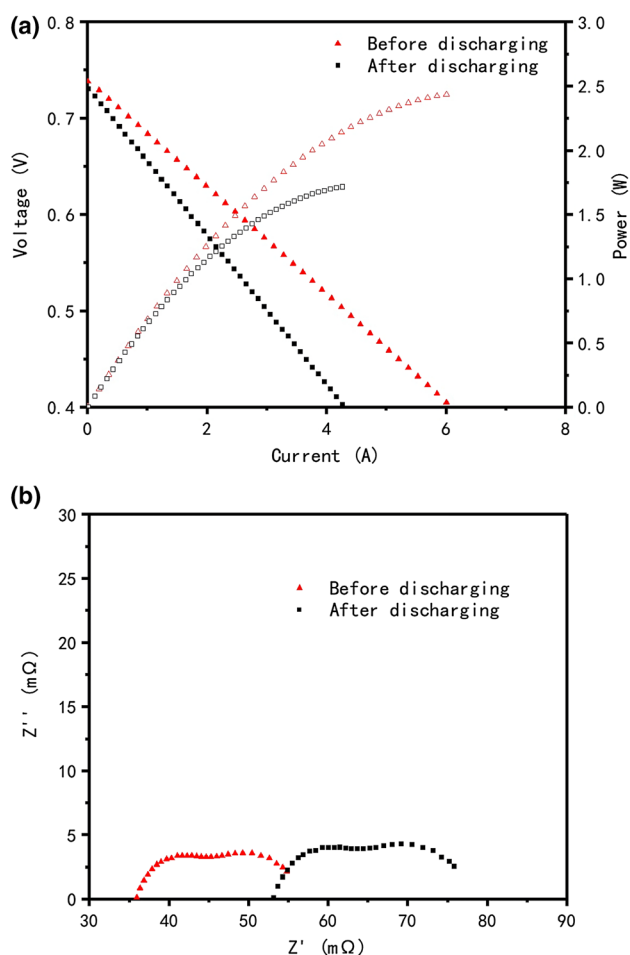 (a)
0.8
0.7
0.6
0.5
0.4
Voltage (V)
3.0
2.5
2.0
1.5
1.0
0.5
0.0
Power (W)
Before discharging
After discharging
0 2 4 6 8
Current (A)
(b)
30
25
20
15
10
5
0
Z'' (mΩ)
Before discharging
After discharging
30 40 50 60 70 80 90
Z' (mΩ)